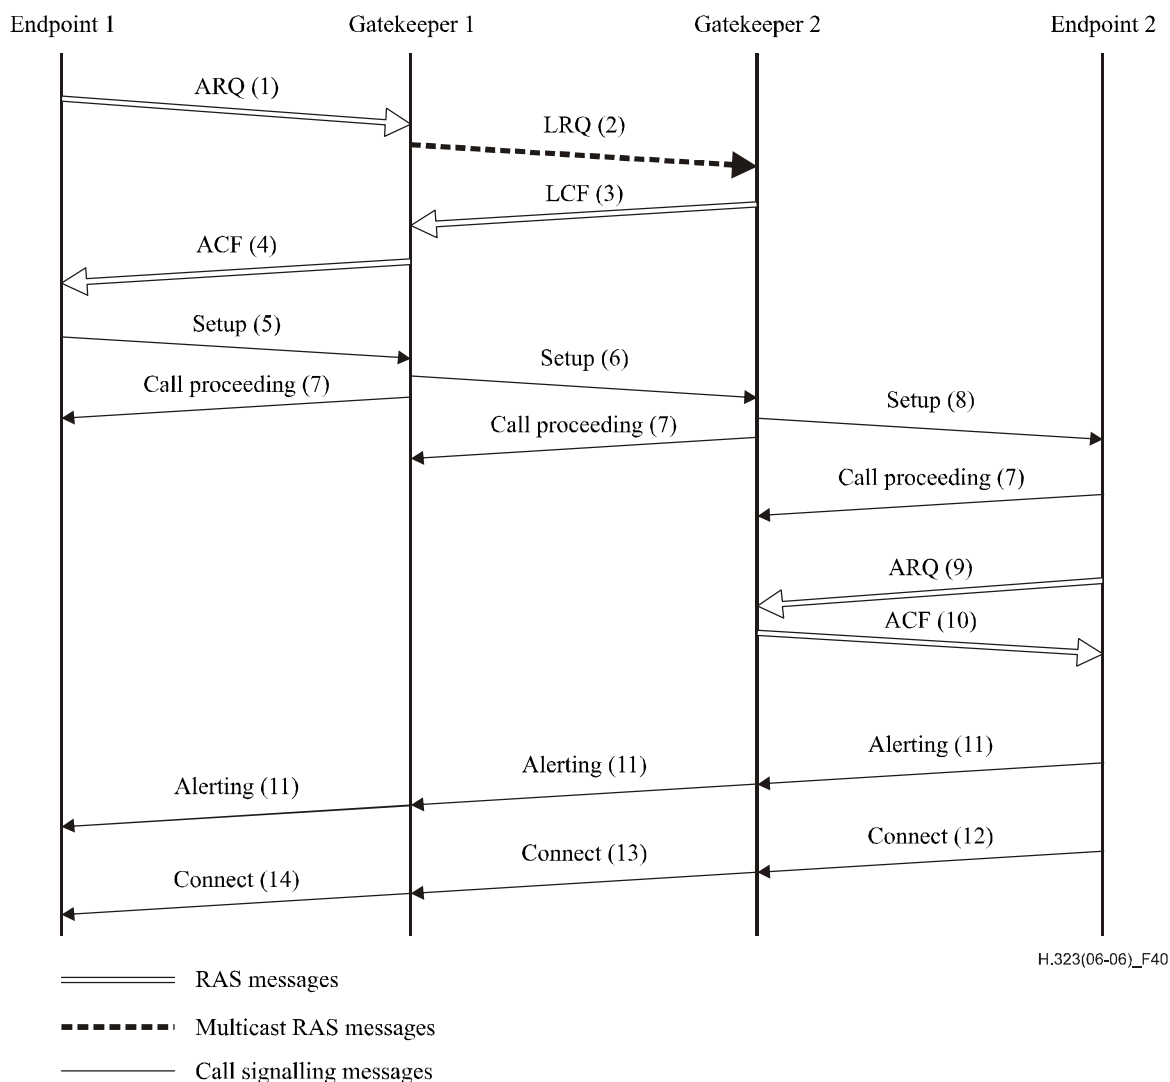 Endpoint 1
Gatekeeper 1
Gatekeeper 2
Endpoint 2
ARQ (1)
LRQ (2)
LCF (3)
ACF (4)
Setup (5)
Setup (6)
Call proceeding (7)
Setup (8)
Call proceeding (7)
Call proceeding (7)
ARQ (9)
ACF (10)
Alerting (11)
Alerting (11)
Alerting (11)
Connect (12)
Connect (13)
Connect (14)
H.323(06-06)_F40
RAS messages
Multicast RAS messages
Call signalling messages